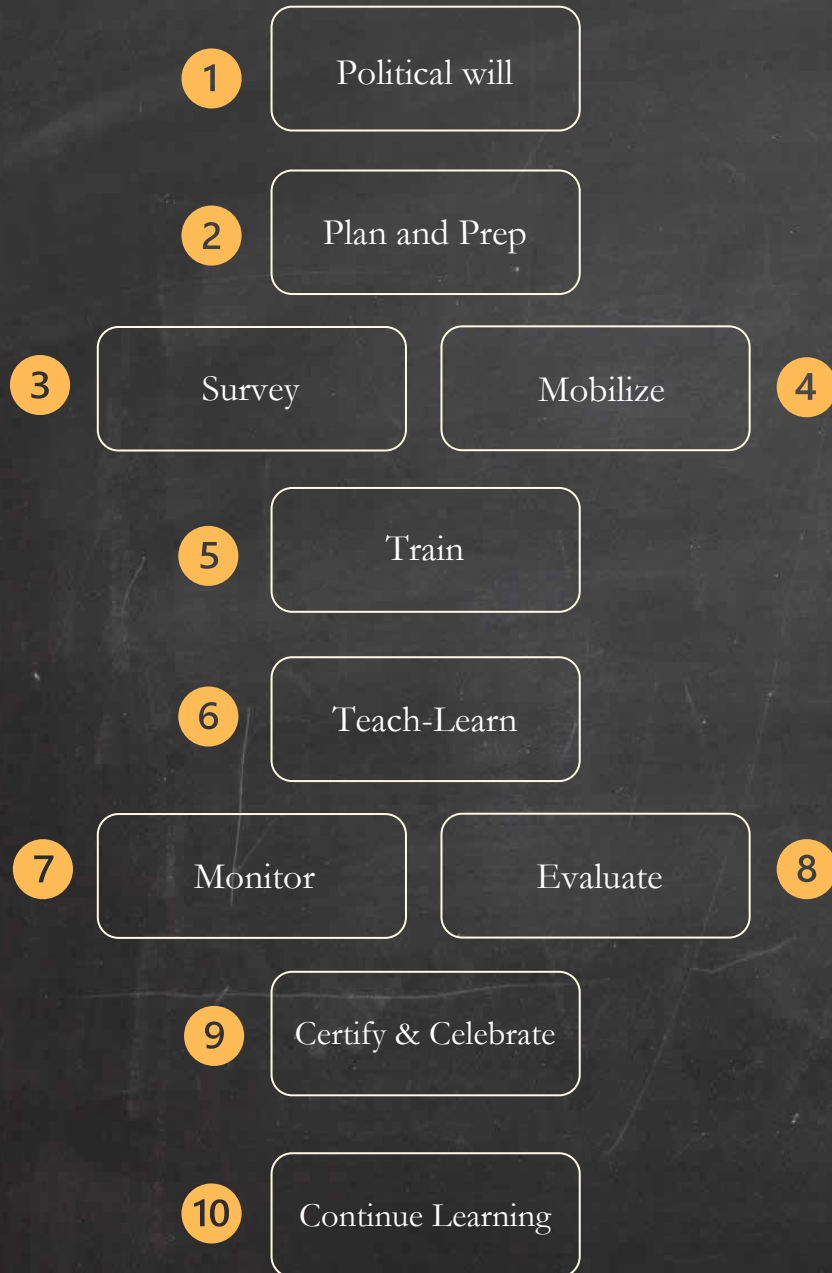 1 Political will
2 Plan and Prep
3 Survey
Mobilize 4
5 Train
6 Teach-Learn
7 Monitor
Evaluate 8
9 Certify & Celebrate
10 Continue Learning